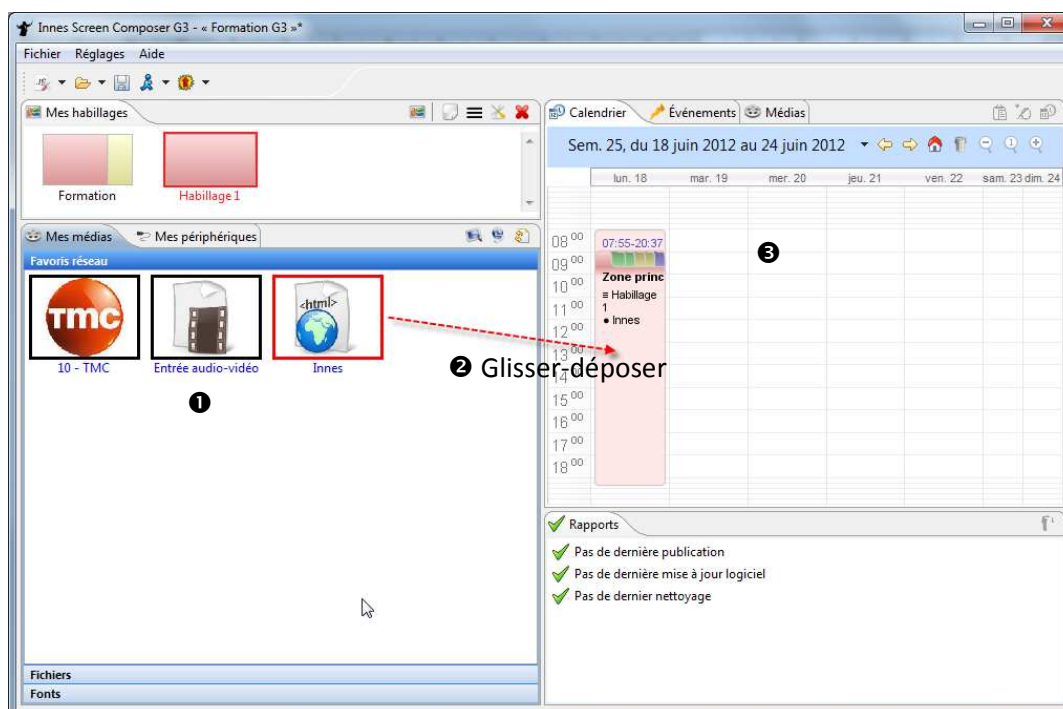 Innes Screen Composer G3 - « Formation G3 »*
Fichier Réglages Aide
Mes habillages
Formation Habillage 1
Mes médias Mes périphériques
Favoris réseau
TMC
<html>
10 - TMC Entrée audio-vidéo Innes
❶
❷ Glisser-déposer
Fichiers
Fonts
Calendrier Événements Médias
Sem. 25, du 18 juin 2012 au 24 juin 2012
lun. 18 mar. 19 mer. 20 jeu. 21 ven. 22 sam. 23 dim. 24
08 00
09 00
10 00
11 00
12 00
13 00
14 00
15 00
16 00
17 00
18 00
07:55-20:37
Zone princ
≡ Habillage
1
• Innes
❸
Rapports
Pas de dernière publication
Pas de dernière mise à jour logiciel
Pas de dernier nettoyage